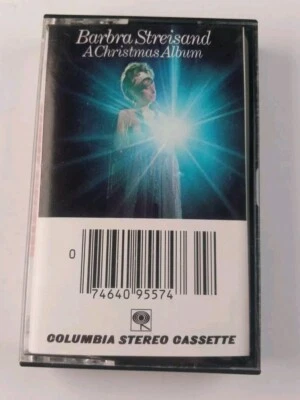 Barbra Streisand
A Christmas Album
0
74640 95574
COLUMBIA STEREO CASSETTE